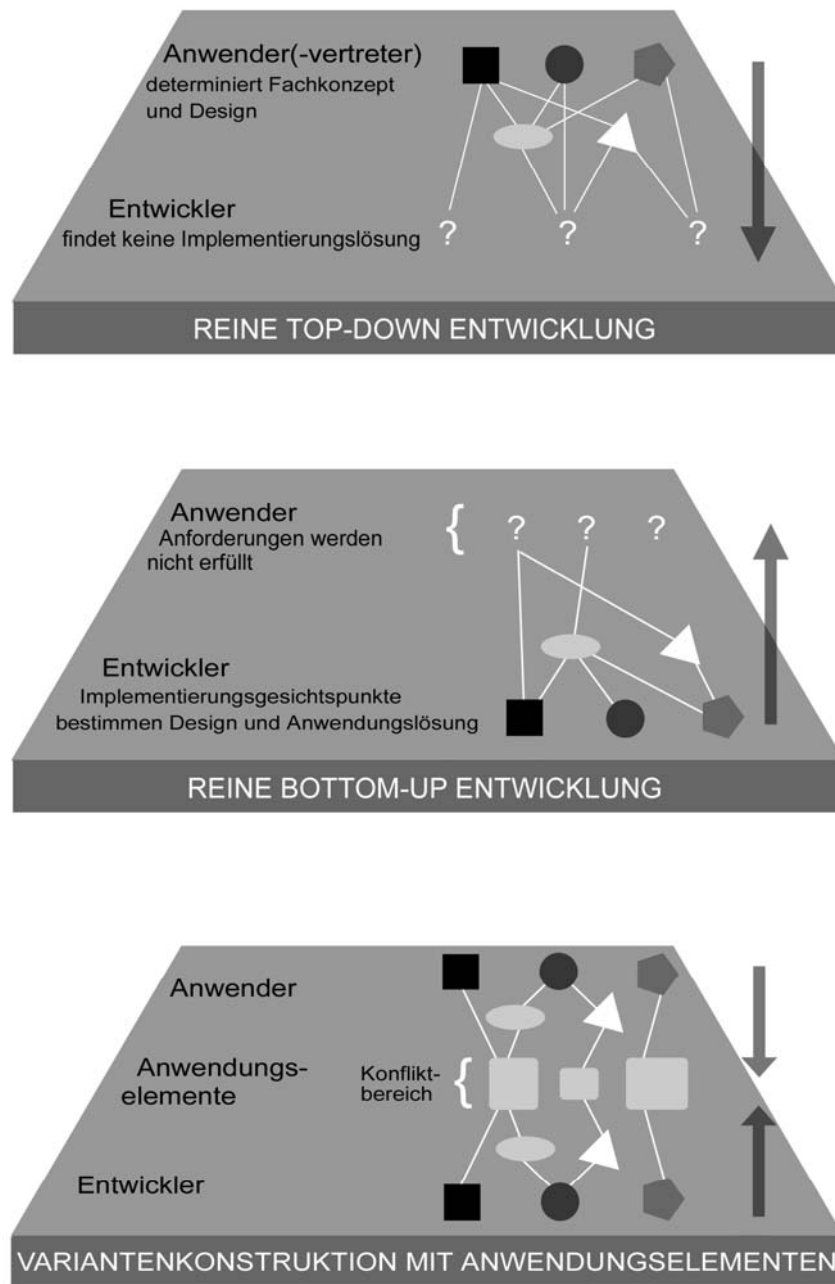 Anwender(-vertreter)
determiniert Fachkonzept
und Design
Entwickler
findet keine Implementierungslösung
? ? ?
REINE TOP-DOWN ENTWICKLUNG
Anwender
Anforderungen werden
nicht erfüllt
{ ? ? ?
Entwickler
Implementierungsgesichtspunkte
bestimmen Design und Anwendungslösung
REINE BOTTOM-UP ENTWICKLUNG
Anwender
Anwendungs-
elemente
Konflikt-
bereich {
Entwickler
VARIANTENKONSTRUKTION MIT ANWENDUNGSELEMENTEN